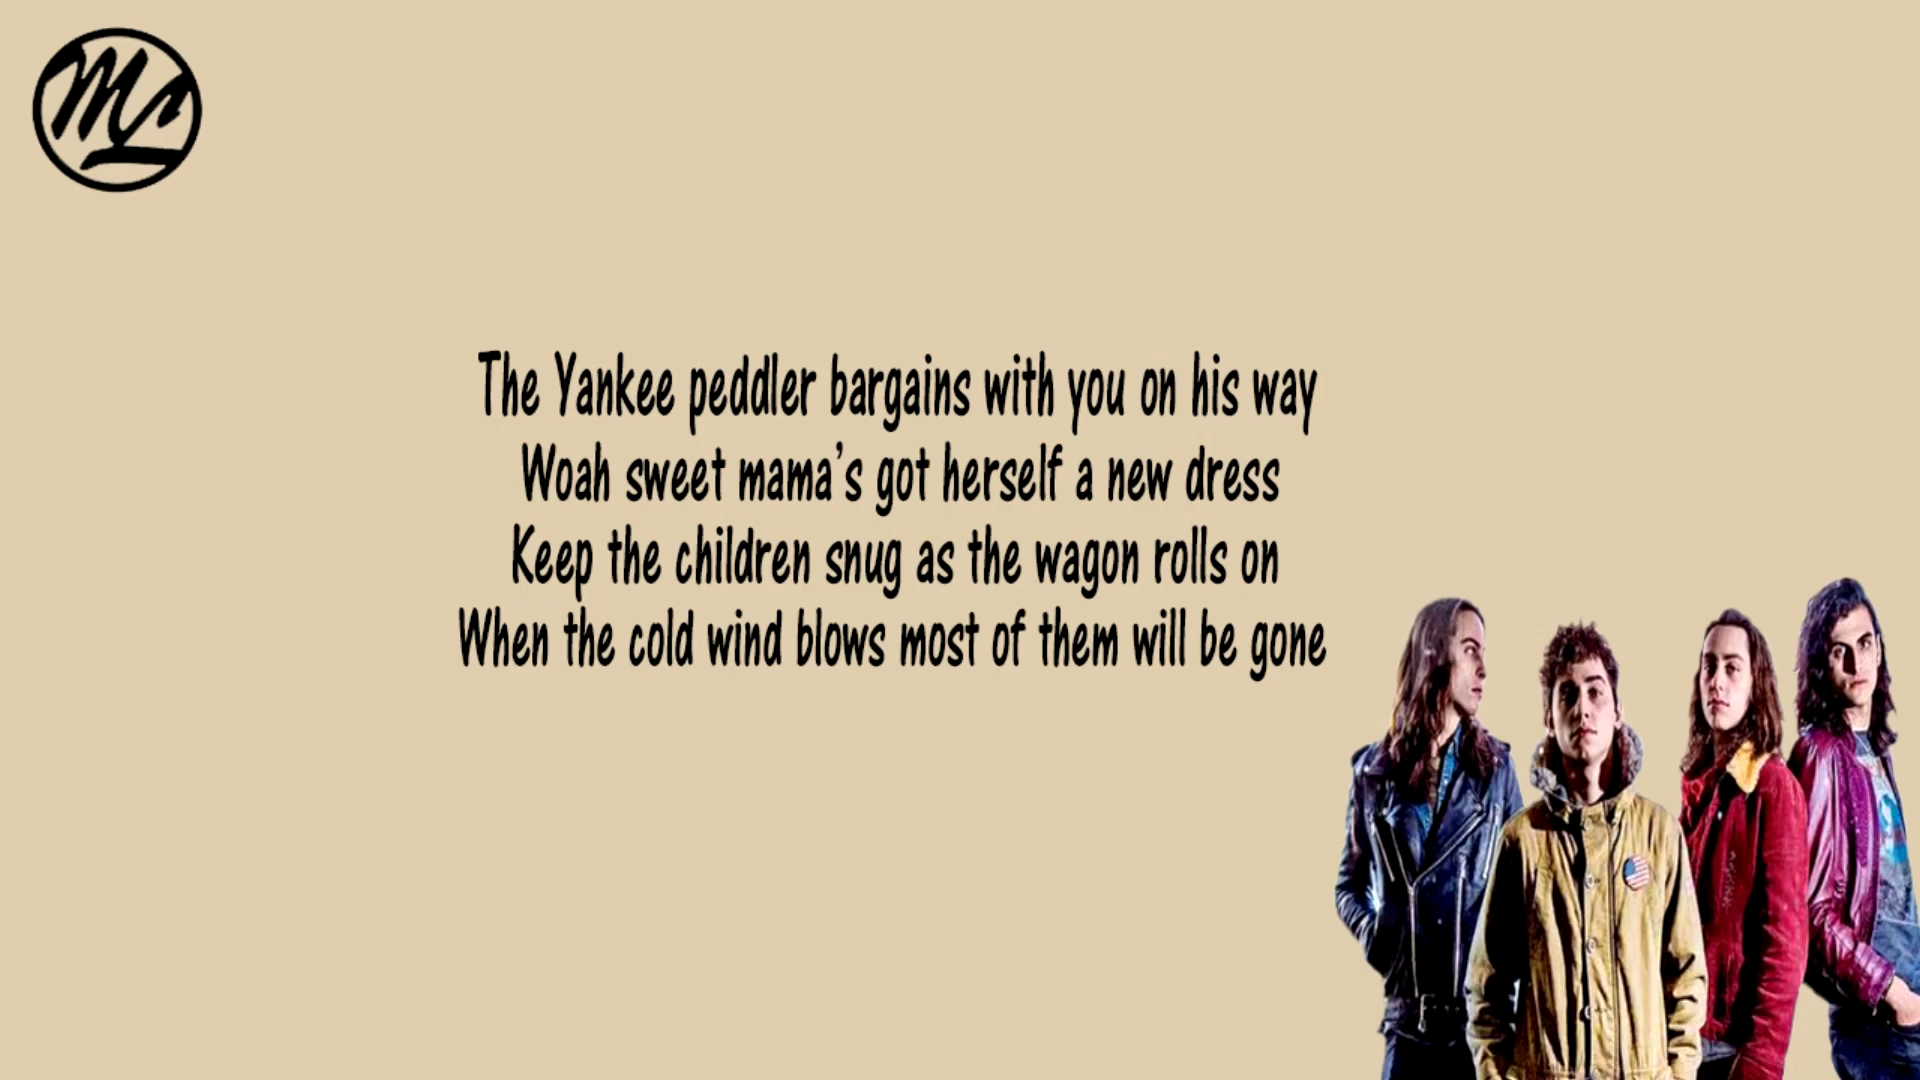 The Yankee peddler bargains with you on his way
Woah sweet mama's got herself a new dress
Keep the children snug as the wagon rolls on
When the cold wind blows most of them will be gone